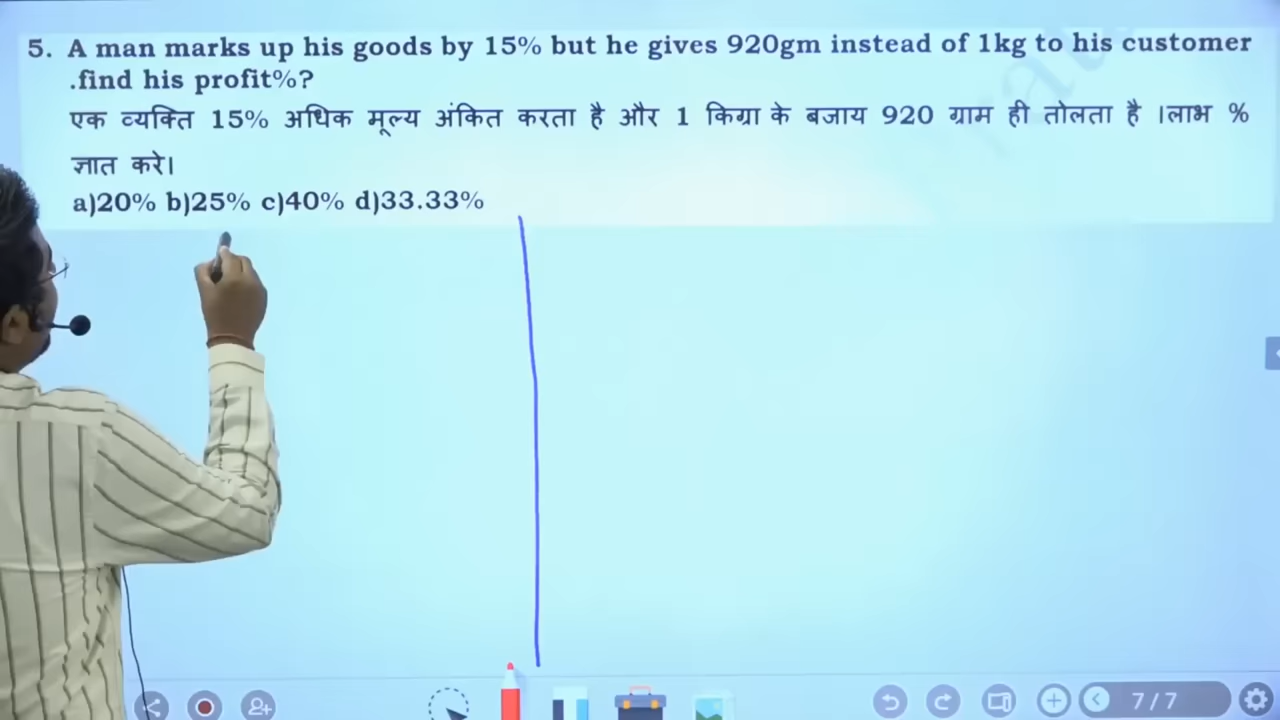 5. A man marks up his goods by 15% but he gives 920gm instead of 1kg to his customer
.find his profit%?
एक व्यक्ति 15% अधिक मूल्य अंकित करता है और 1 किग्रा के बजाय 920 ग्राम ही तोलता है ।लाभ %
ज्ञात करे।
a)20% b)25% c)40% d)33.33%
7/7